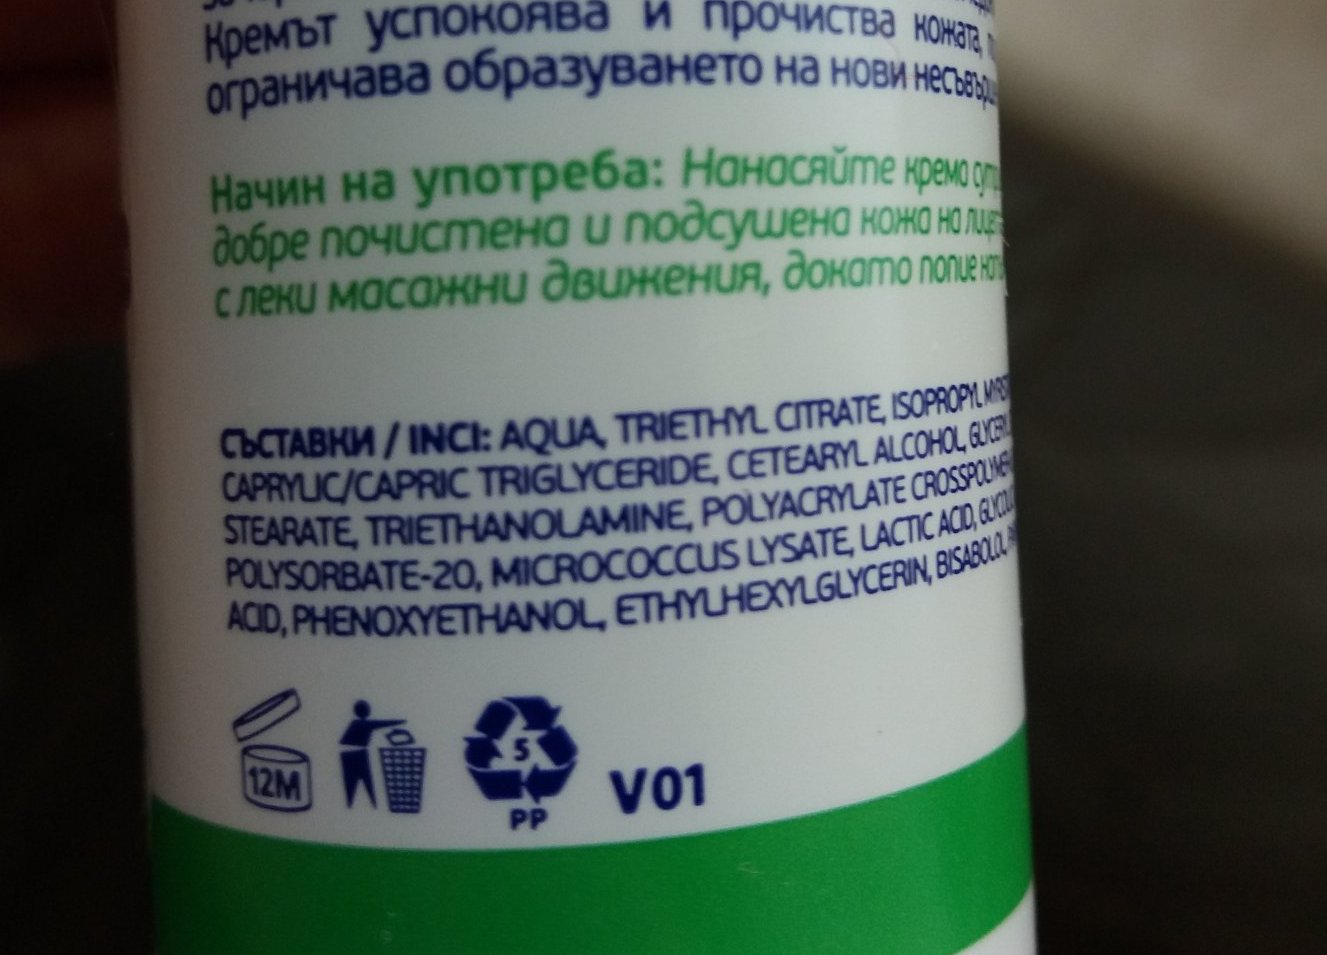 Кремът успокоява и прочиства кожата,
ограничава образуването на нови
Начин на употреба: Нанасяйте крема
добре почистена и подсушена кожа на
с леки масажни движения, докато попие
СЪСТАВКИ / INCI: AQUA, TRIETHYL CITRATE, ISOPROPYL
CAPRYLIC/CAPRIC TRIGLYCERIDE, CETEARYL ALCOHOL,
STEARATE, TRIETHANOLAMINE, POLYACRYLATE
POLYSORBATE-20, MICROCOCCUS LYSATE, LACTIC ACID,
ACID, PHENOXYETHANOL, ETHYLHEXYLGLYCERIN, BISABOLOL,
12M
5
PP
V01